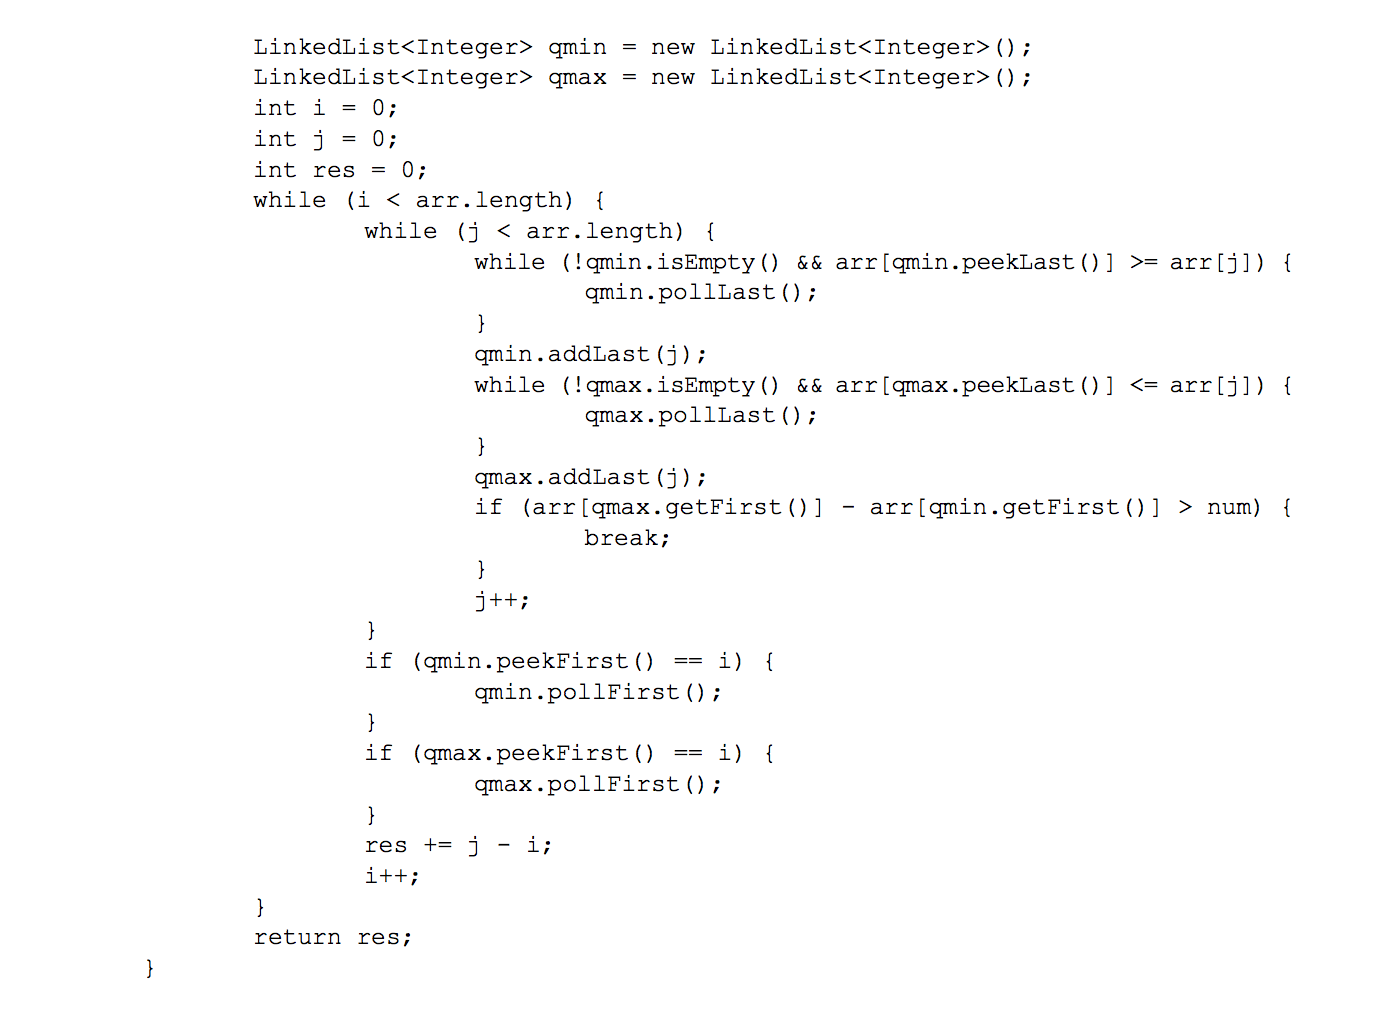 LinkedList<Integer> qmin = new LinkedList<Integer>();
LinkedList<Integer> qmax = new LinkedList<Integer>();
int i = 0;
int j = 0;
int res = 0;
while (i < arr.length) {
while (j < arr.length) {
while (!qmin.isEmpty() && arr[qmin.peekLast()] >= arr[j]) {
qmin.pollLast();
}
qmin.addLast(j);
while (!qmax.isEmpty() && arr[qmax.peekLast()] <= arr[j]) {
qmax.pollLast();
}
qmax.addLast(j);
if (arr[qmax.getFirst()] - arr[qmin.getFirst()] > num) {
break;
}
j++;
}
if (qmin.peekFirst() == i) {
qmin.pollFirst();
}
if (qmax.peekFirst() == i) {
qmax.pollFirst();
}
res += j - i;
i++;
}
return res;
}